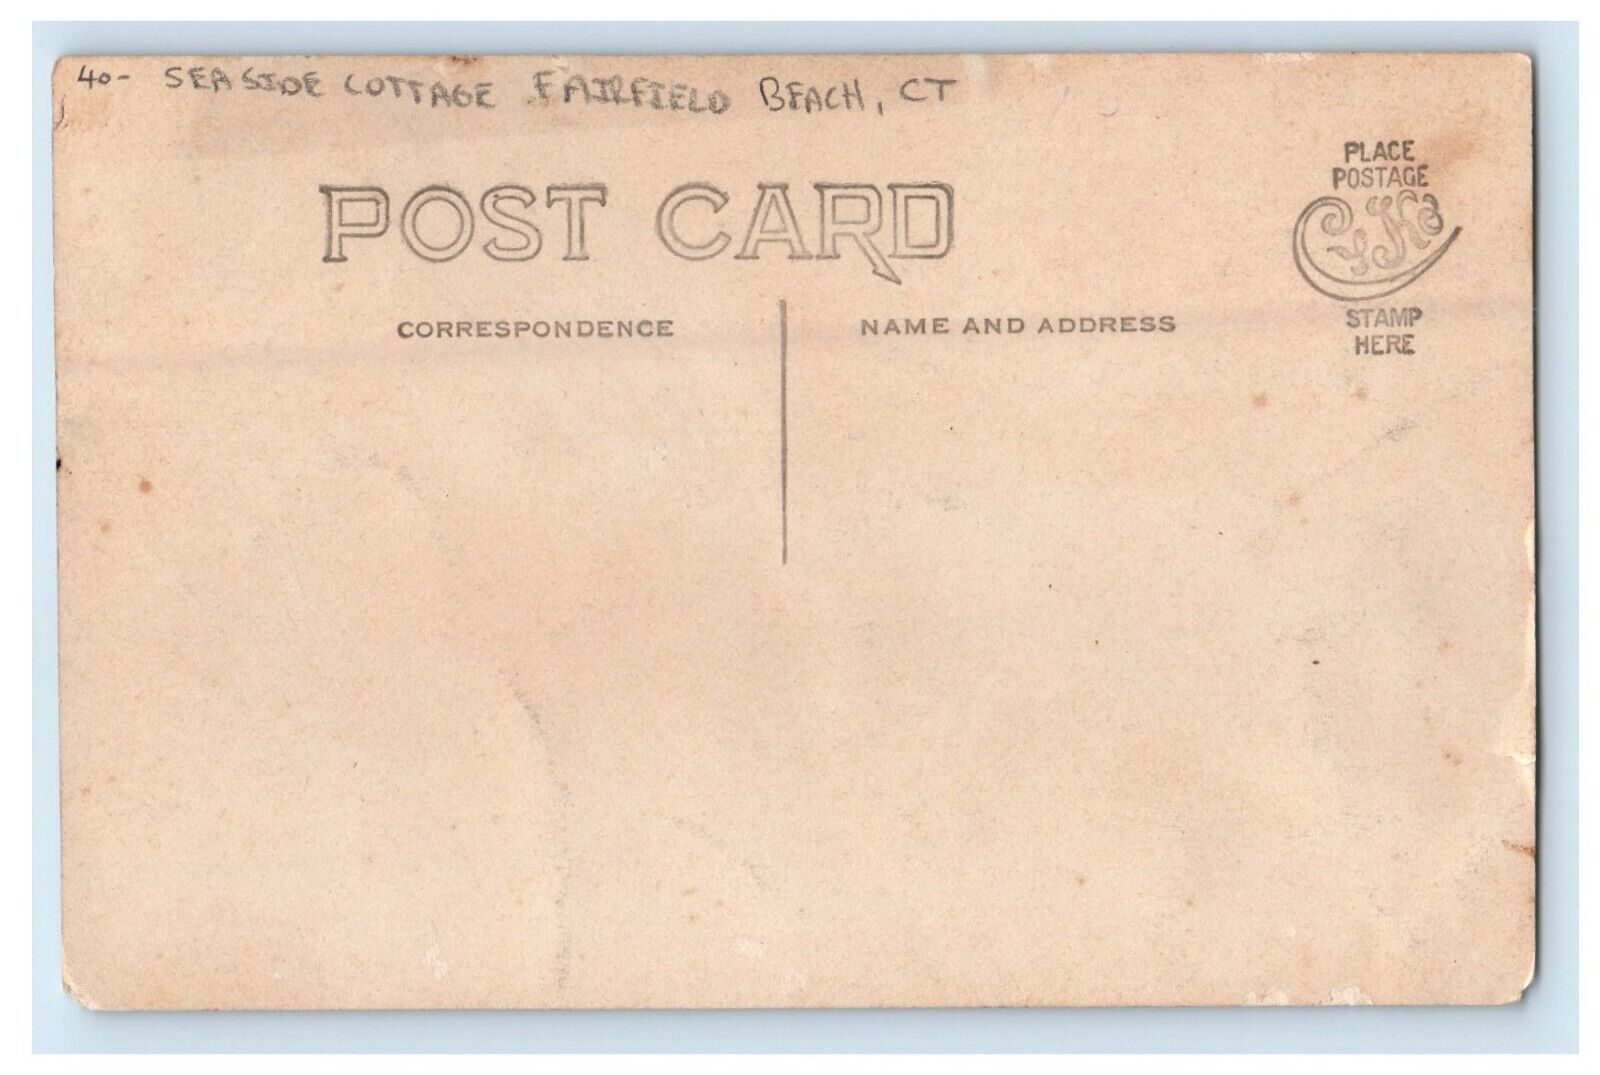 40- SEASIDE COTTAGE FAIRFIELD BEACH, CT
PLACE
POSTAGE
POST CARD
STAMP
HERE
CORRESPONDENCE
NAME AND ADDRESS